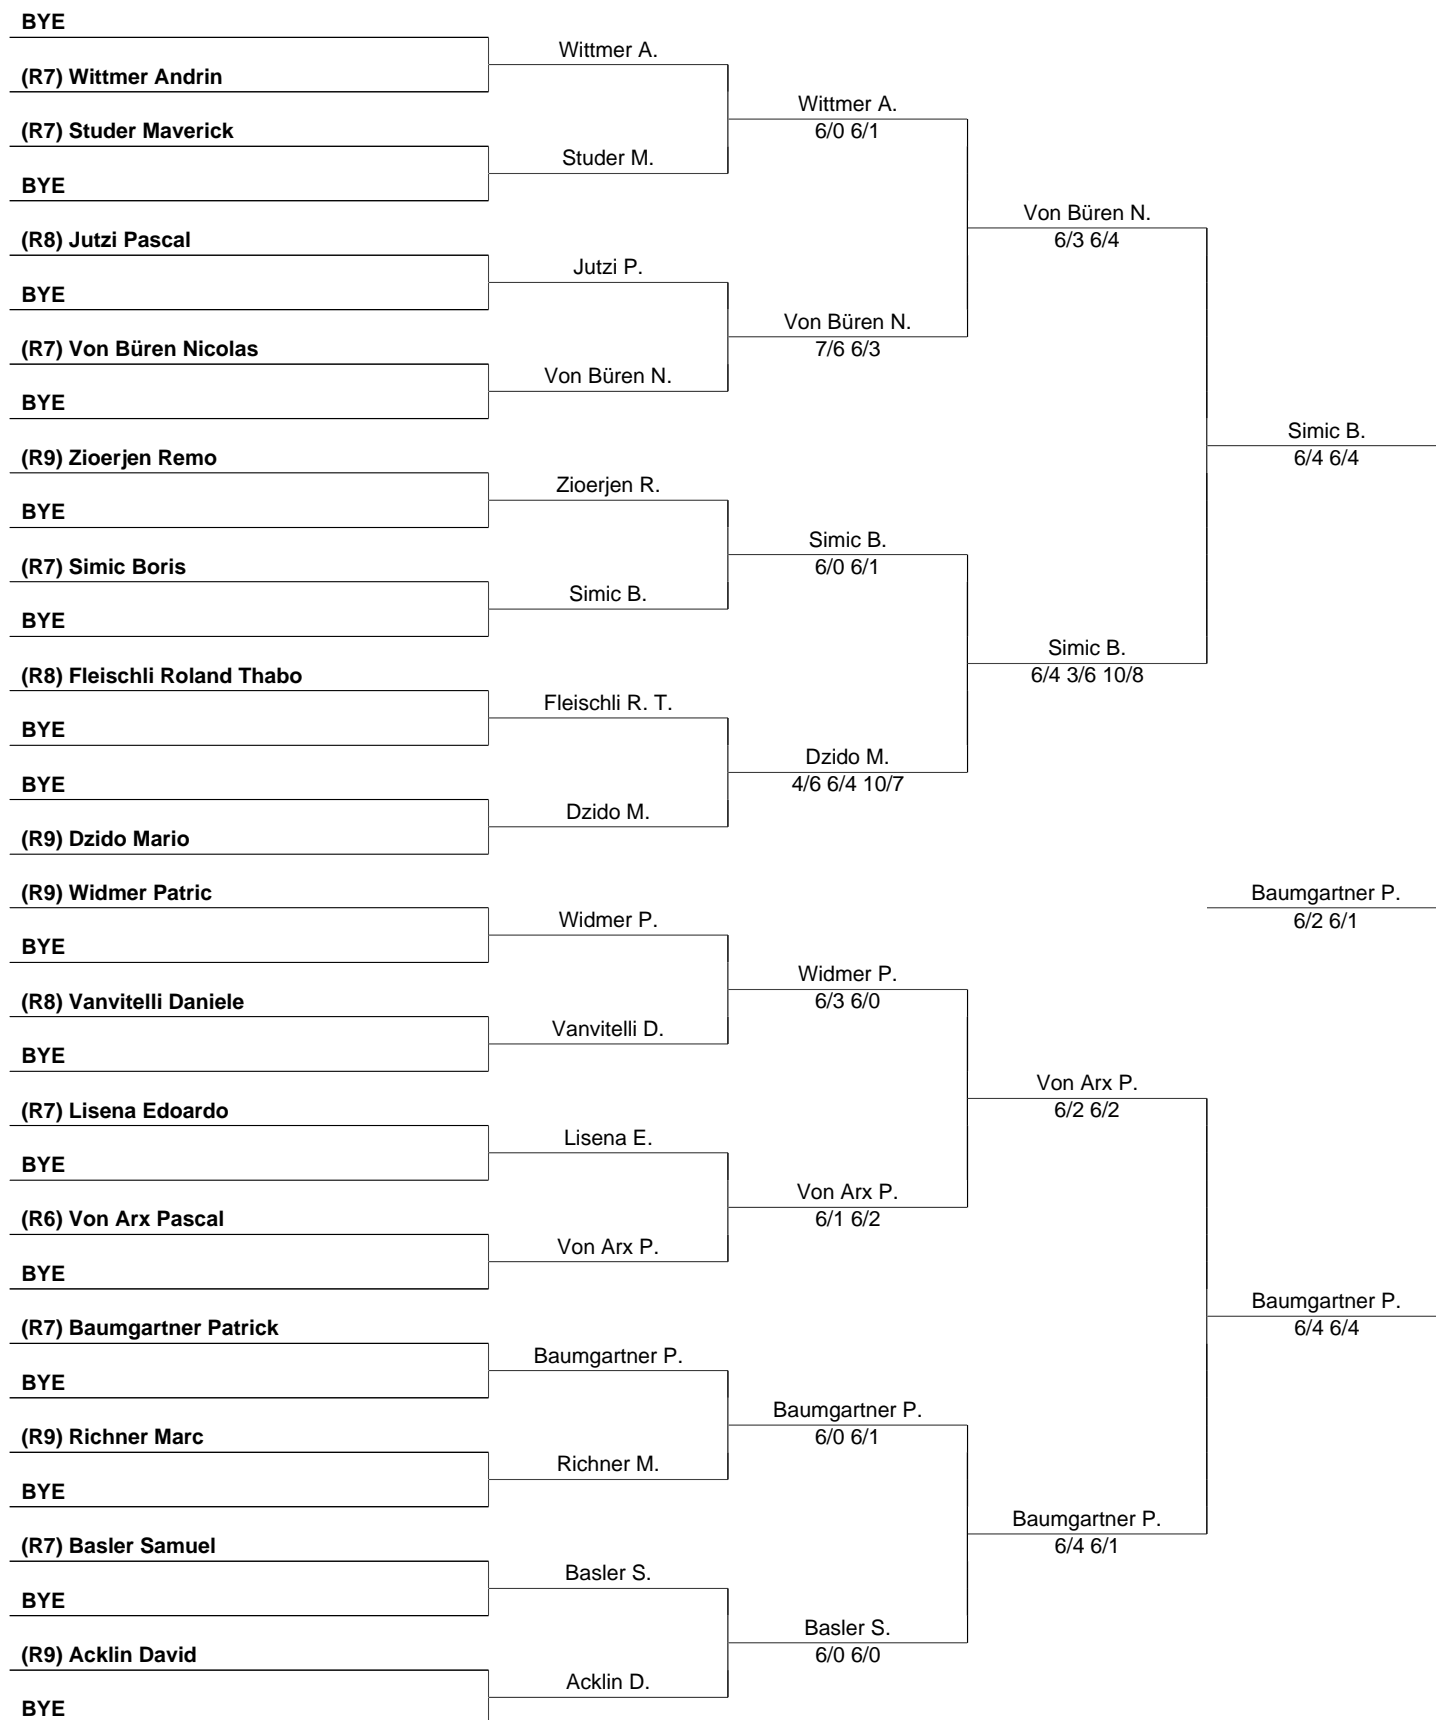 BYE
(R7) Wittmer Andrin
(R7) Studer Maverick
BYE
(R8) Jutzi Pascal
BYE
(R7) Von Büren Nicolas
BYE
(R9) Zioerjen Remo
BYE
(R7) Simic Boris
BYE
(R8) Fleischli Roland Thabo
BYE
BYE
(R9) Dzido Mario
(R9) Widmer Patric
BYE
(R8) Vanvitelli Daniele
BYE
(R7) Lisena Edoardo
BYE
(R6) Von Arx Pascal
BYE
(R7) Baumgartner Patrick
BYE
(R9) Richner Marc
BYE
(R7) Basler Samuel
BYE
(R9) Acklin David
BYE
Wittmer A.
Studer M.
Jutzi P.
Von Büren N.
Zioerjen R.
Simic B.
Fleischli R. T.
Dzido M.
Widmer P.
Vanvitelli D.
Lisena E.
Von Arx P.
Baumgartner P.
Richner M.
Basler S.
Acklin D.
Wittmer A.
6/0 6/1
Von Büren N.
7/6 6/3
Simic B.
6/0 6/1
Dzido M.
4/6 6/4 10/7
Widmer P.
6/3 6/0
Von Arx P.
6/1 6/2
Baumgartner P.
6/0 6/1
Basler S.
6/0 6/0
Von Büren N.
6/3 6/4
Simic B.
6/4 3/6 10/8
Von Arx P.
6/2 6/2
Baumgartner P.
6/4 6/1
Simic B.
6/4 6/4
Baumgartner P.
6/2 6/1
Baumgartner P.
6/4 6/4